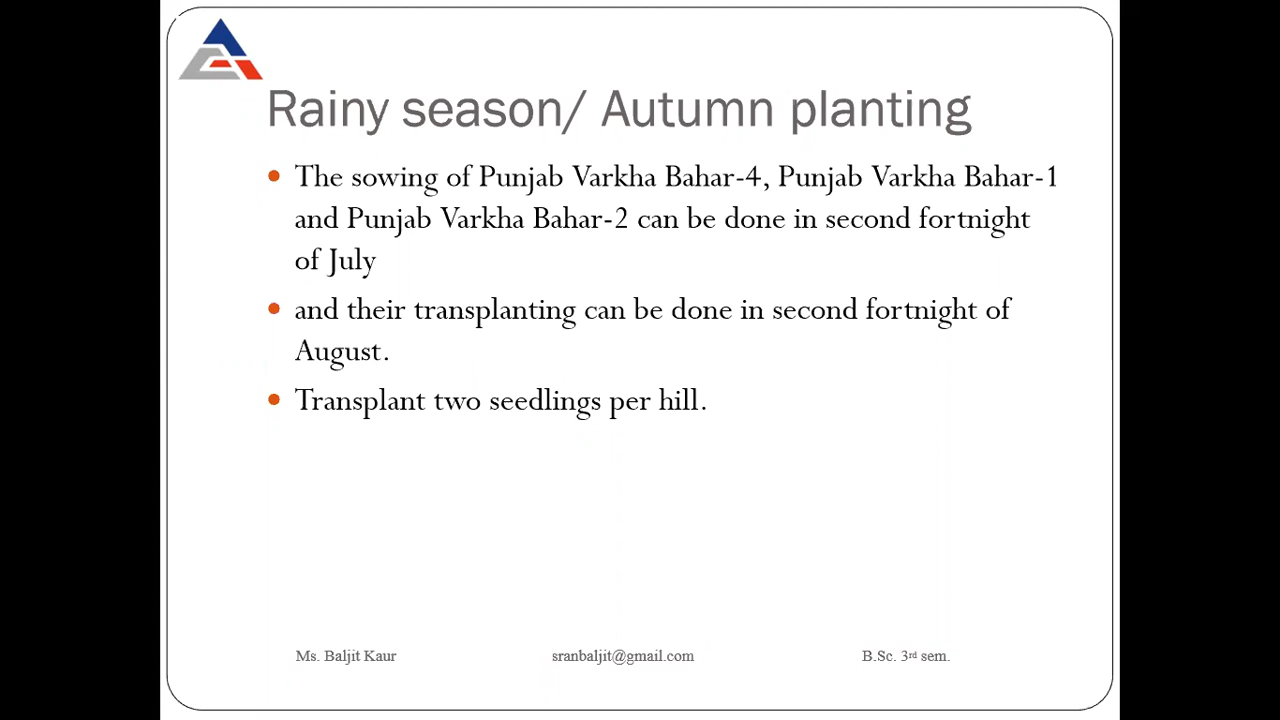 Rainy season/ Autumn planting
• The sowing of Punjab Varkha Bahar-4, Punjab Varkha Bahar-1
and Punjab Varkha Bahar-2 can be done in second fortnight
of July
• and their transplanting can be done in second fortnight of
August.
• Transplant two seedlings per hill.
Ms. Baljit Kaur sranbaljit@gmail.com B.Sc. 3rd sem.